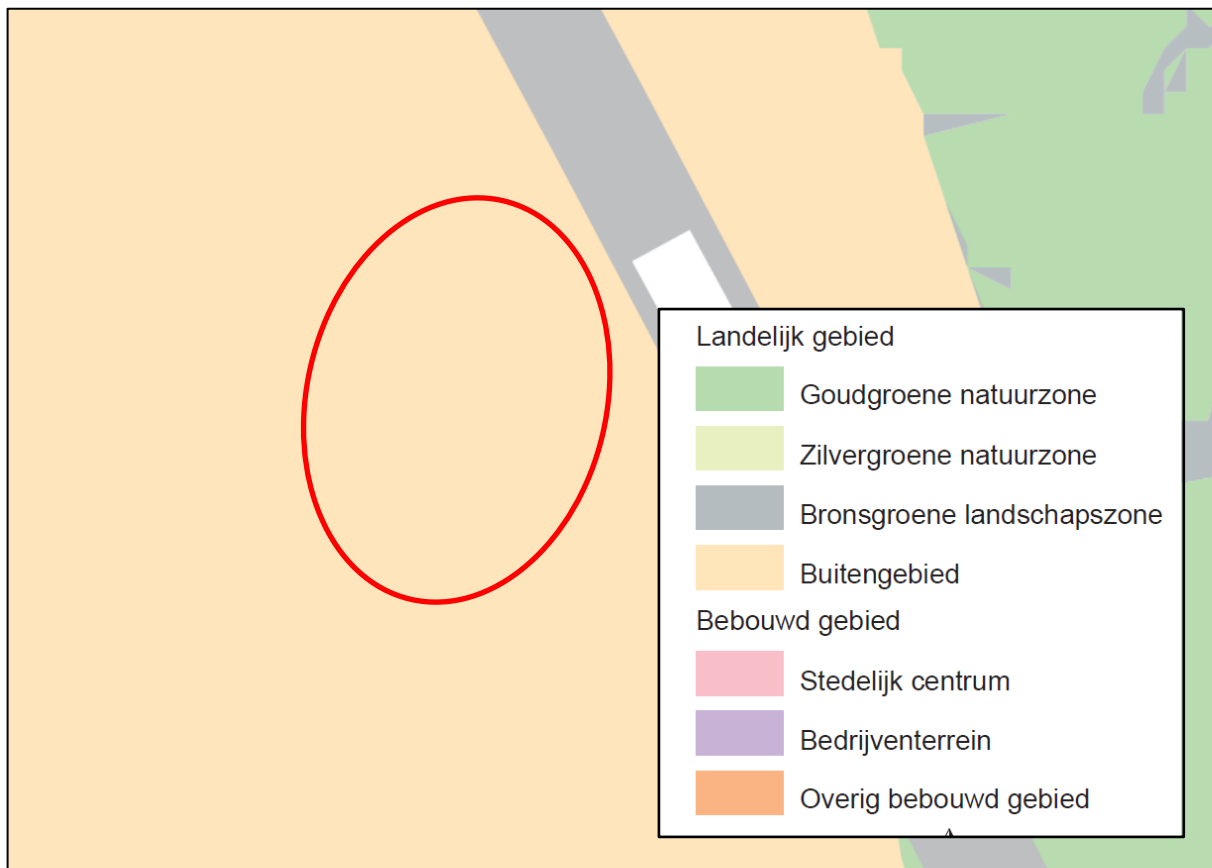 Landelijk gebied
Goudgroene natuurzone
Zilvergroene natuurzone
Bronsgroene landschapszone
Buitengebied
Bebouwd gebied
Stedelijk centrum
Bedrijventerrein
Overig bebouwd gebied